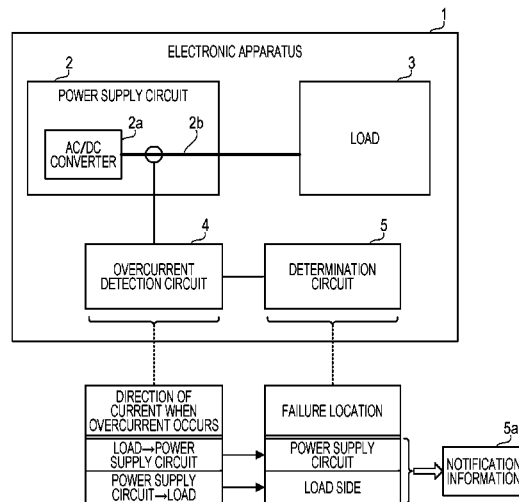 1
ELECTRONIC APPARATUS
2
3
POWER SUPPLY CIRCUIT
2a
2b
AC/DC
CONVERTER
LOAD
4
5
OVERCURRENT
DETECTION CIRCUIT
DETERMINATION
CIRCUIT
DIRECTION OF
CURRENT WHEN
OVERCURRENT OCCURS
FAILURE LOCATION
LOAD→POWER
SUPPLY CIRCUIT
POWER SUPPLY
CIRCUIT
POWER SUPPLY
CIRCUIT→LOAD
LOAD SIDE
5a
NOTIFICATION
INFORMATION